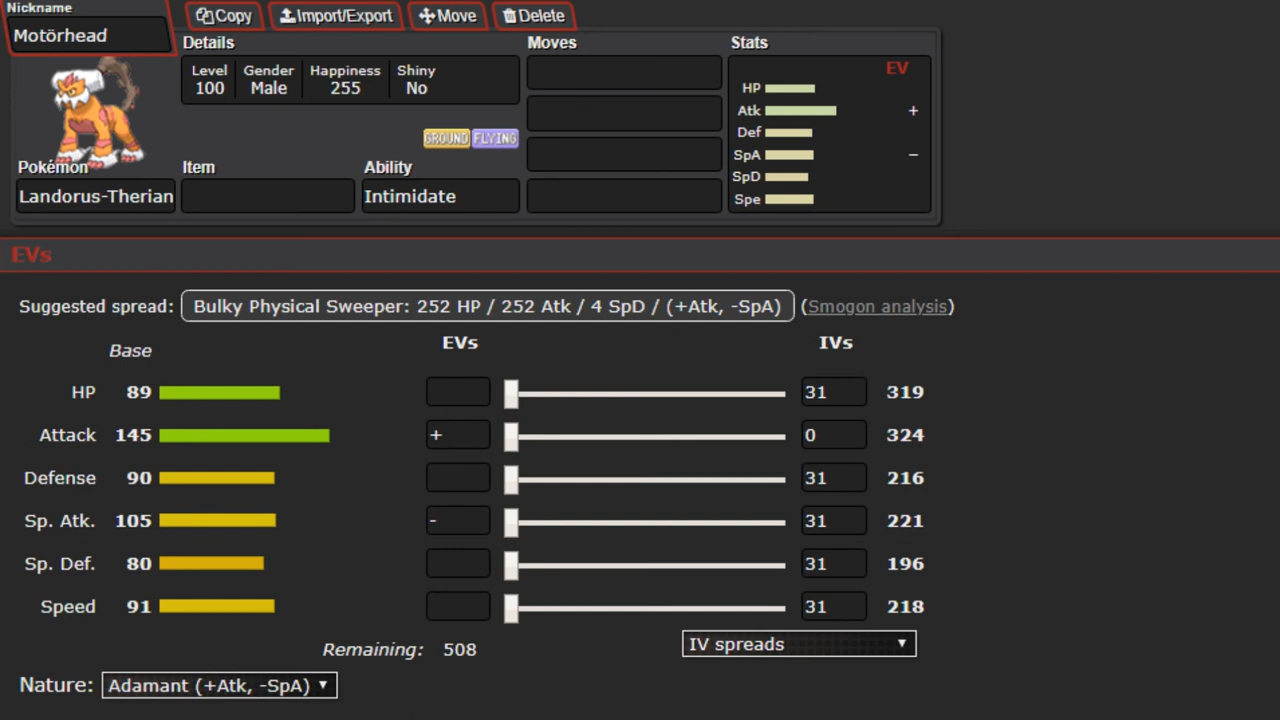 Nickname
Motörhead
Copy Import/Export Move Delete
Details
Level Gender Happiness Shiny
100 Male 255 No
GROUND FLYING
Pokémon
Landorus-Therian
Item
Ability
Intimidate
Moves
Stats
EV
HP
Atk +
Def
SpA −
SpD
Spe
EVs
Suggested spread: Bulky Physical Sweeper: 252 HP / 252 Atk / 4 SpD / (+Atk, -SpA) (Smogon analysis)
Base EVs IVs
HP 89 31 319
Attack 145 + 0 324
Defense 90 31 216
Sp. Atk. 105 - 31 221
Sp. Def. 80 31 196
Speed 91 31 218
Remaining: 508 IV spreads
Nature: Adamant (+Atk, -SpA)